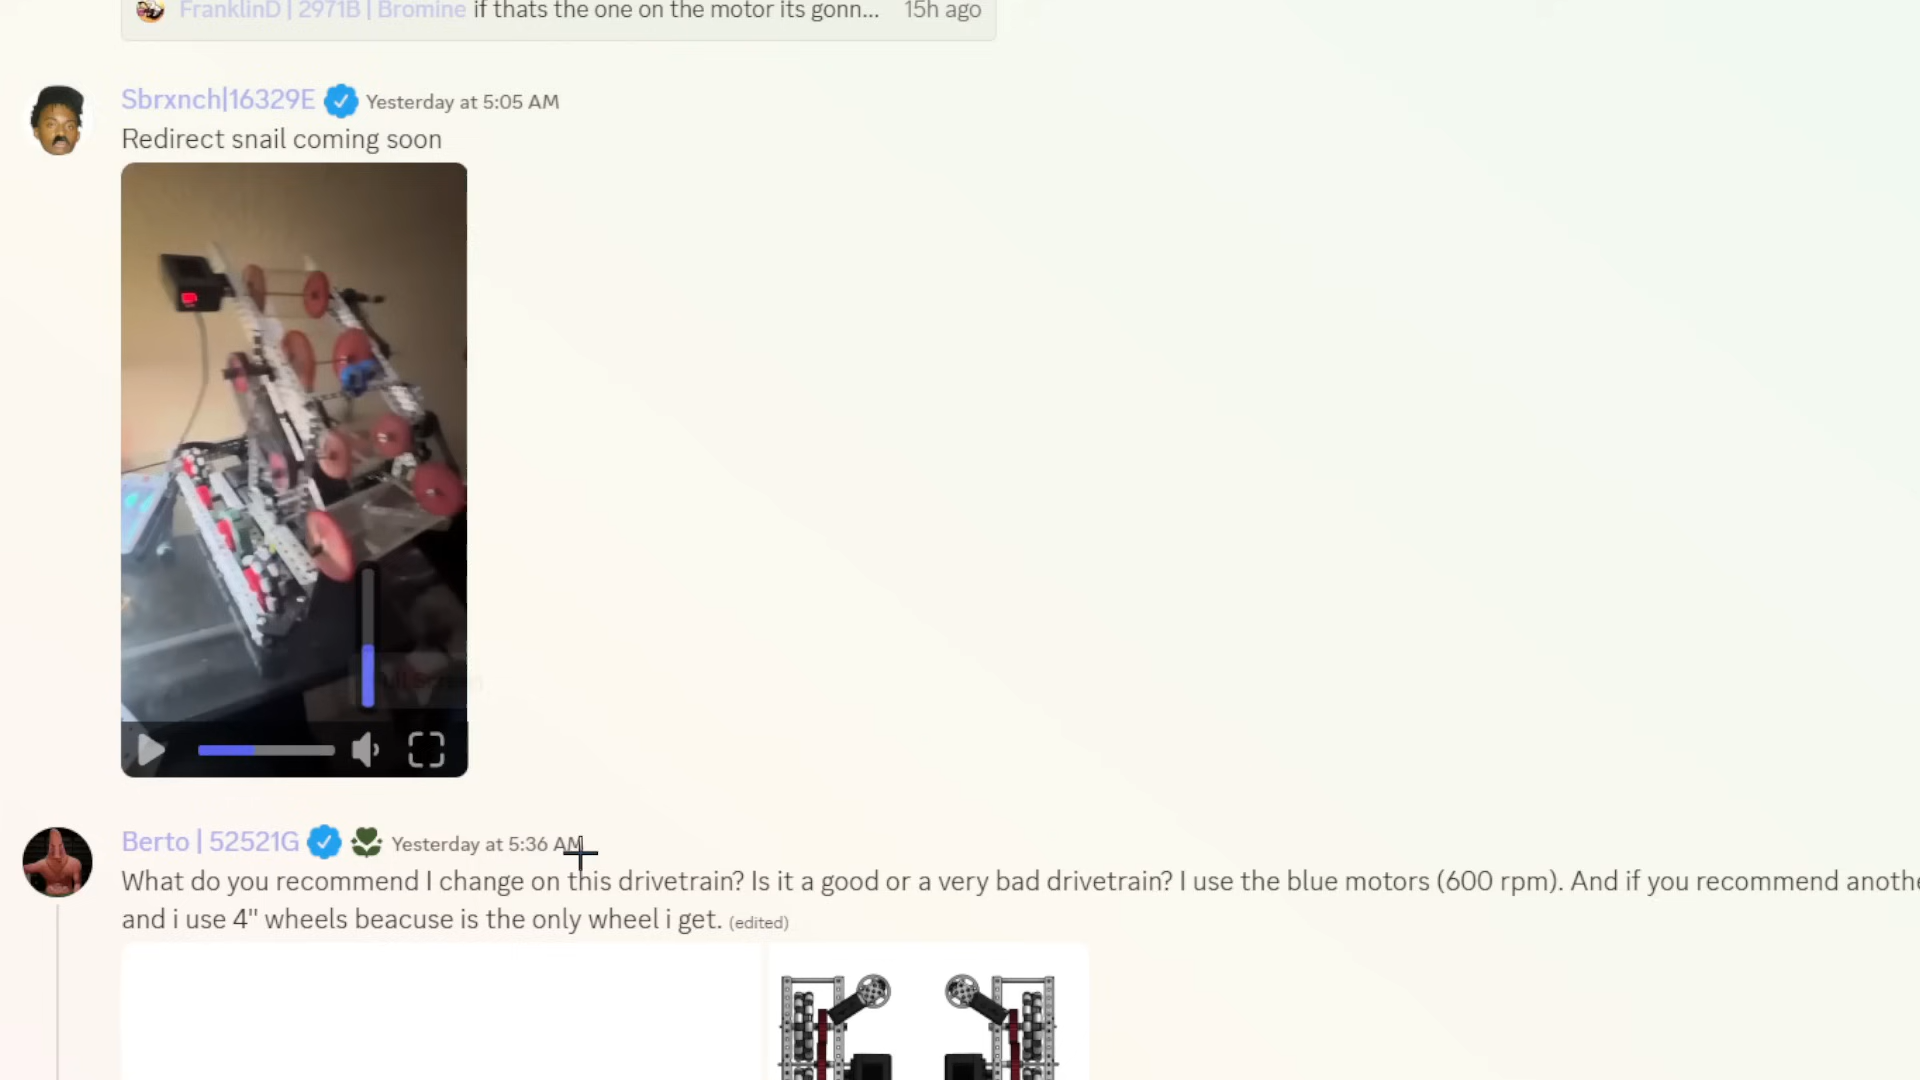 FranklinD | 2971B | Bromine if thats the one on the motor its gonn... 15h ago
Sbrxnch|16329E Yesterday at 5:05 AM
Redirect snail coming soon
Berto | 52521G Yesterday at 5:36 AM
What do you recommend I change on this drivetrain? Is it a good or a very bad drivetrain? I use the blue motors (600 rpm). And if you recommend anothe
and i use 4" wheels beacuse is the only wheel i get. (edited)